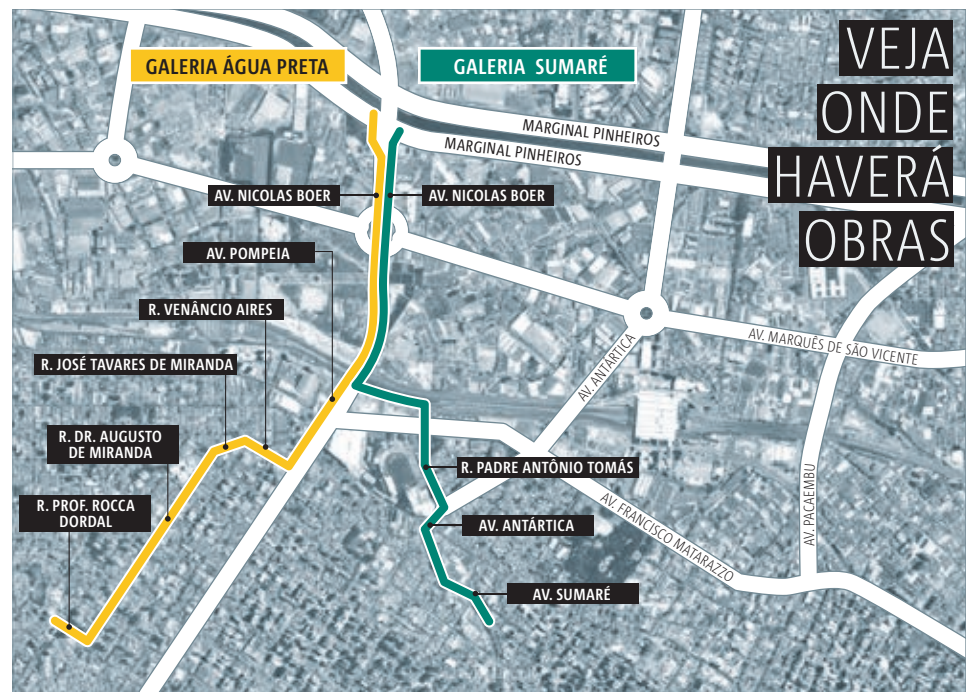 VEJA
ONDE
HAVERÁ
OBRAS
GALERIA ÁGUA PRETA
GALERIA SUMARÉ
MARGINAL PINHEIROS
MARGINAL PINHEIROS
AV. NICOLAS BOER
AV. NICOLAS BOER
AV. POMPEIA
R. VENÂNCIO AIRES
R. JOSÉ TAVARES DE MIRANDA
R. DR. AUGUSTO
DE MIRANDA
R. PROF. ROCCA
DORDAL
AV. MARQUÊS DE SÃO VICENTE
AV. ANTÁRTICA
R. PADRE ANTÔNIO TOMÁS
AV. ANTÁRTICA
AV. SUMARÉ
AV. FRANCISCO MATARAZZO
AV. PACAEMBU